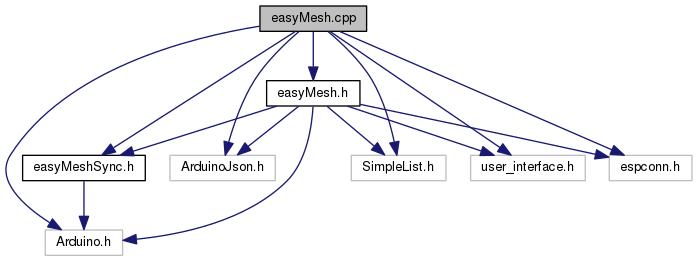 easyMesh.cpp
easyMesh.h
easyMeshSync.h
ArduinoJson.h
SimpleList.h
user_interface.h
espconn.h
Arduino.h